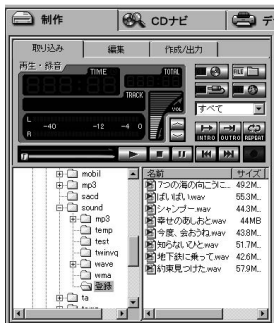 制作
CDナビ
デ
取り込み
編集
作成/出力
再生・録音
TIME
TOTAL
TRACK
VOL
FILE
すべて
L
-40 -12 -4 0
R
INTRO
OUTRO
REPEAT
mobil
mp3
sacd
sound
mp3
temp
test
twinvq
wave
wma
登録
ta
名前 サイズ
7つの海の向こうに... 49.2M...
ばいばい.wav 55.3M...
シャンプー.wav 44.3M...
幸せのあしおと.wav 44MB
今度、会おうね.wav 43.8M...
知らないひと.wav 51.7M...
地下鉄に乗って.wav 42.6M...
約束見つけた.wav 57.9M...